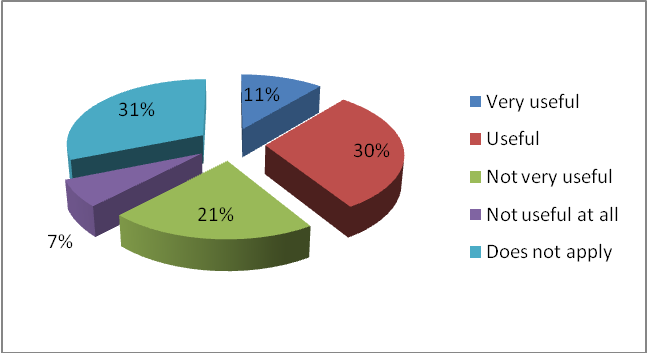 11%
30%
21%
7%
31%
Very useful
Useful
Not very useful
Not useful at all
Does not apply